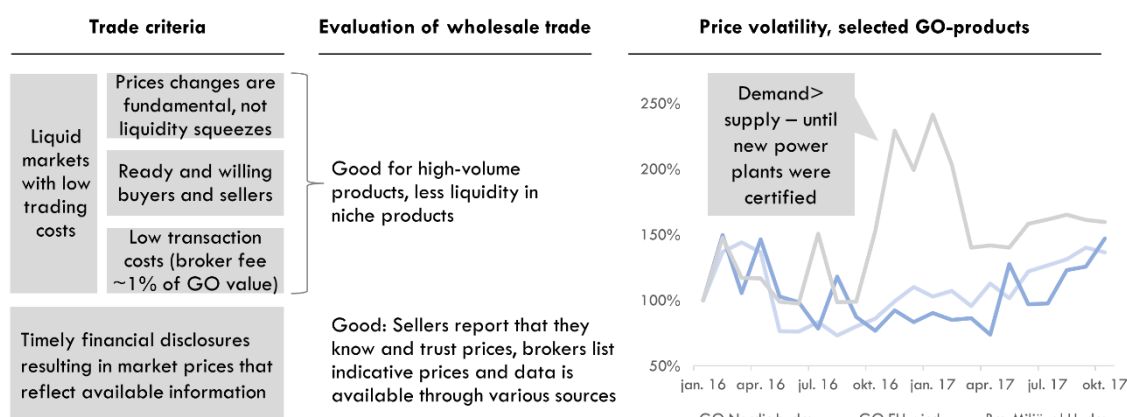 Trade criteria
Evaluation of wholesale trade
Price volatility, selected GO-products
Liquid
markets
with low
trading
costs
Prices changes are
fundamental, not
liquidity squeezes
Ready and willing
buyers and sellers
Low transaction
costs (broker fee
~1% of GO value)
Good for high-volume
products, less liquidity in
niche products
Timely financial disclosures
resulting in market prices that
reflect available information
Good: Sellers report that they
know and trust prices, brokers list
indicative prices and data is
available through various sources
Demand>
supply – until
new power
plants were
certified
250%
200%
150%
100%
50%
jan. 16 apr. 16 jul. 16 okt. 16 jan. 17 apr. 17 jul. 17 okt. 17